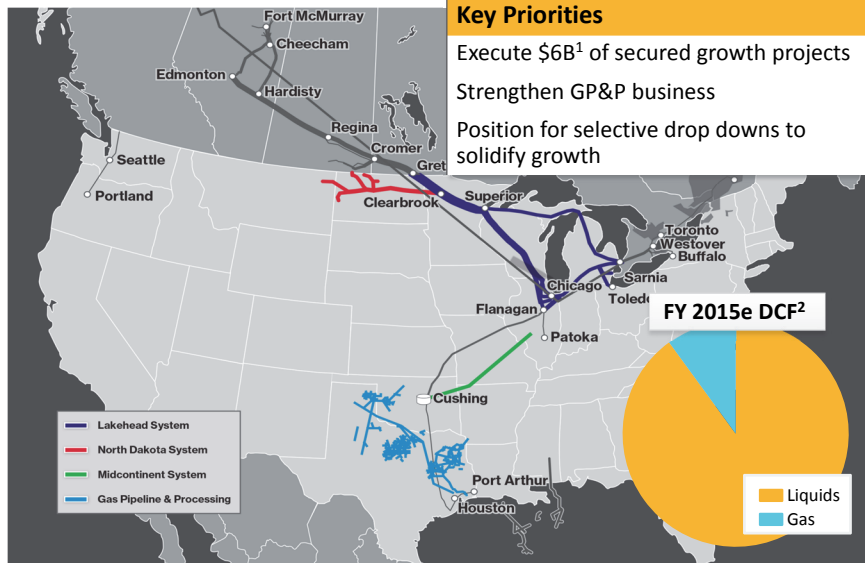 Key Priorities
Execute $6B¹ of secured growth projects
Strengthen GP&P business
Position for selective drop downs to
solidify growth
Fort McMurray
Cheecham
Edmonton
Hardisty
Regina
Cromer
Gret
Seattle
Portland
Clearbrook
Superior
Toronto
Westover
Buffalo
Sarnia
Chicago
Toledo
Flanagan
Patoka
Cushing
Port Arthur
Houston
Lakehead System
North Dakota System
Midcontinent System
Gas Pipeline & Processing
FY 2015e DCF²
Liquids
Gas